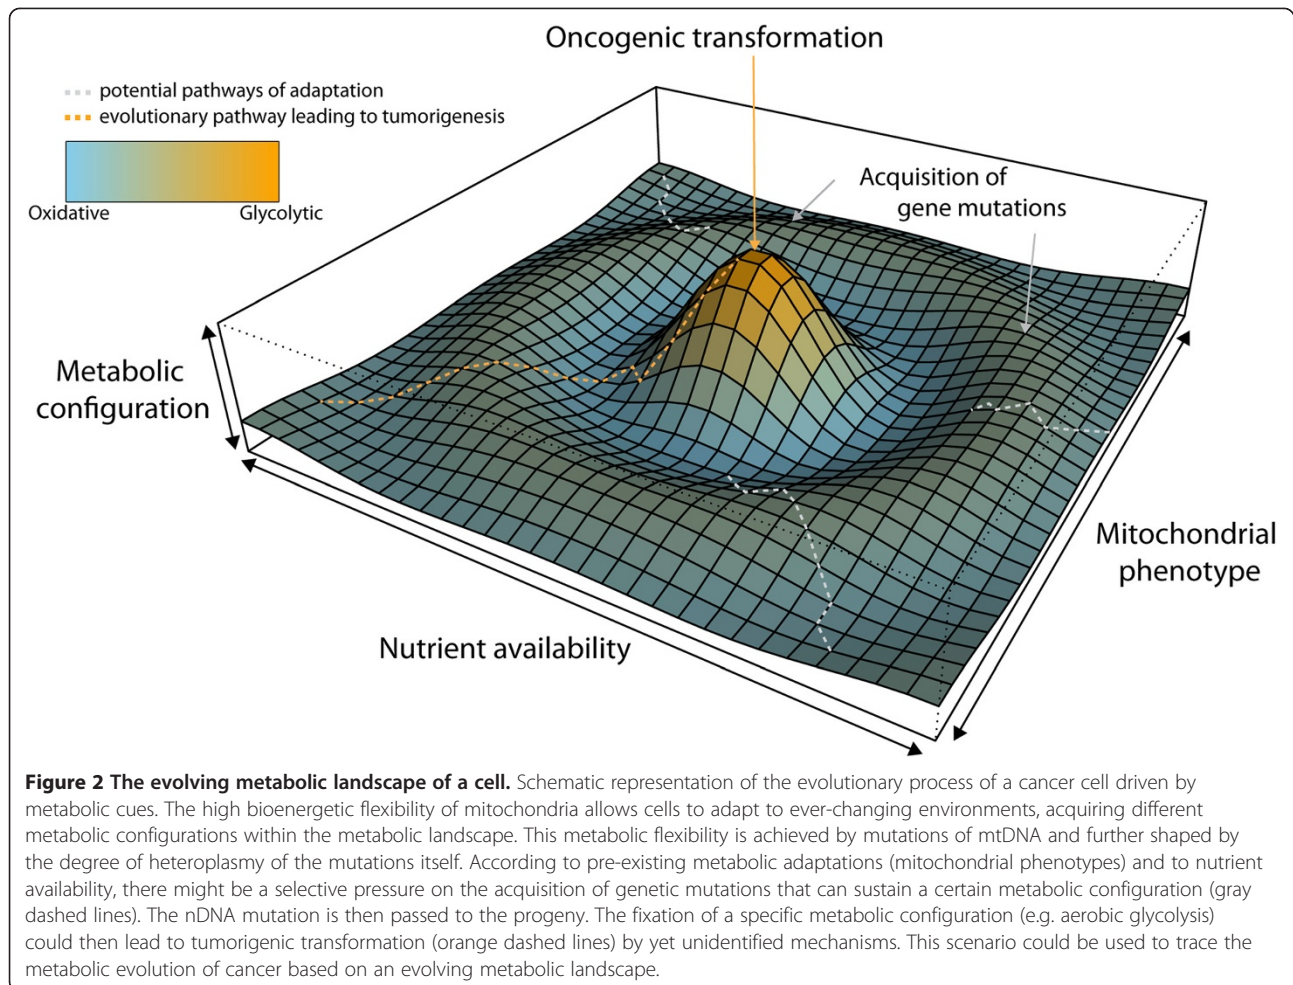 Oncogenic transformation
potential pathways of adaptation
evolutionary pathway leading to tumorigenesis
Oxidative
Glycolytic
Acquisition of
gene mutations
Metabolic
configuration
Mitochondrial
phenotype
Nutrient availability
Figure 2 The evolving metabolic landscape of a cell. Schematic representation of the evolutionary process of a cancer cell driven by
metabolic cues. The high bioenergetic flexibility of mitochondria allows cells to adapt to ever-changing environments, acquiring different
metabolic configurations within the metabolic landscape. This metabolic flexibility is achieved by mutations of mtDNA and further shaped by
the degree of heteroplasmy of the mutations itself. According to pre-existing metabolic adaptations (mitochondrial phenotypes) and to nutrient
availability, there might be a selective pressure on the acquisition of genetic mutations that can sustain a certain metabolic configuration (gray
dashed lines). The nDNA mutation is then passed to the progeny. The fixation of a specific metabolic configuration (e.g. aerobic glycolysis)
could then lead to tumorigenic transformation (orange dashed lines) by yet unidentified mechanisms. This scenario could be used to trace the
metabolic evolution of cancer based on an evolving metabolic landscape.